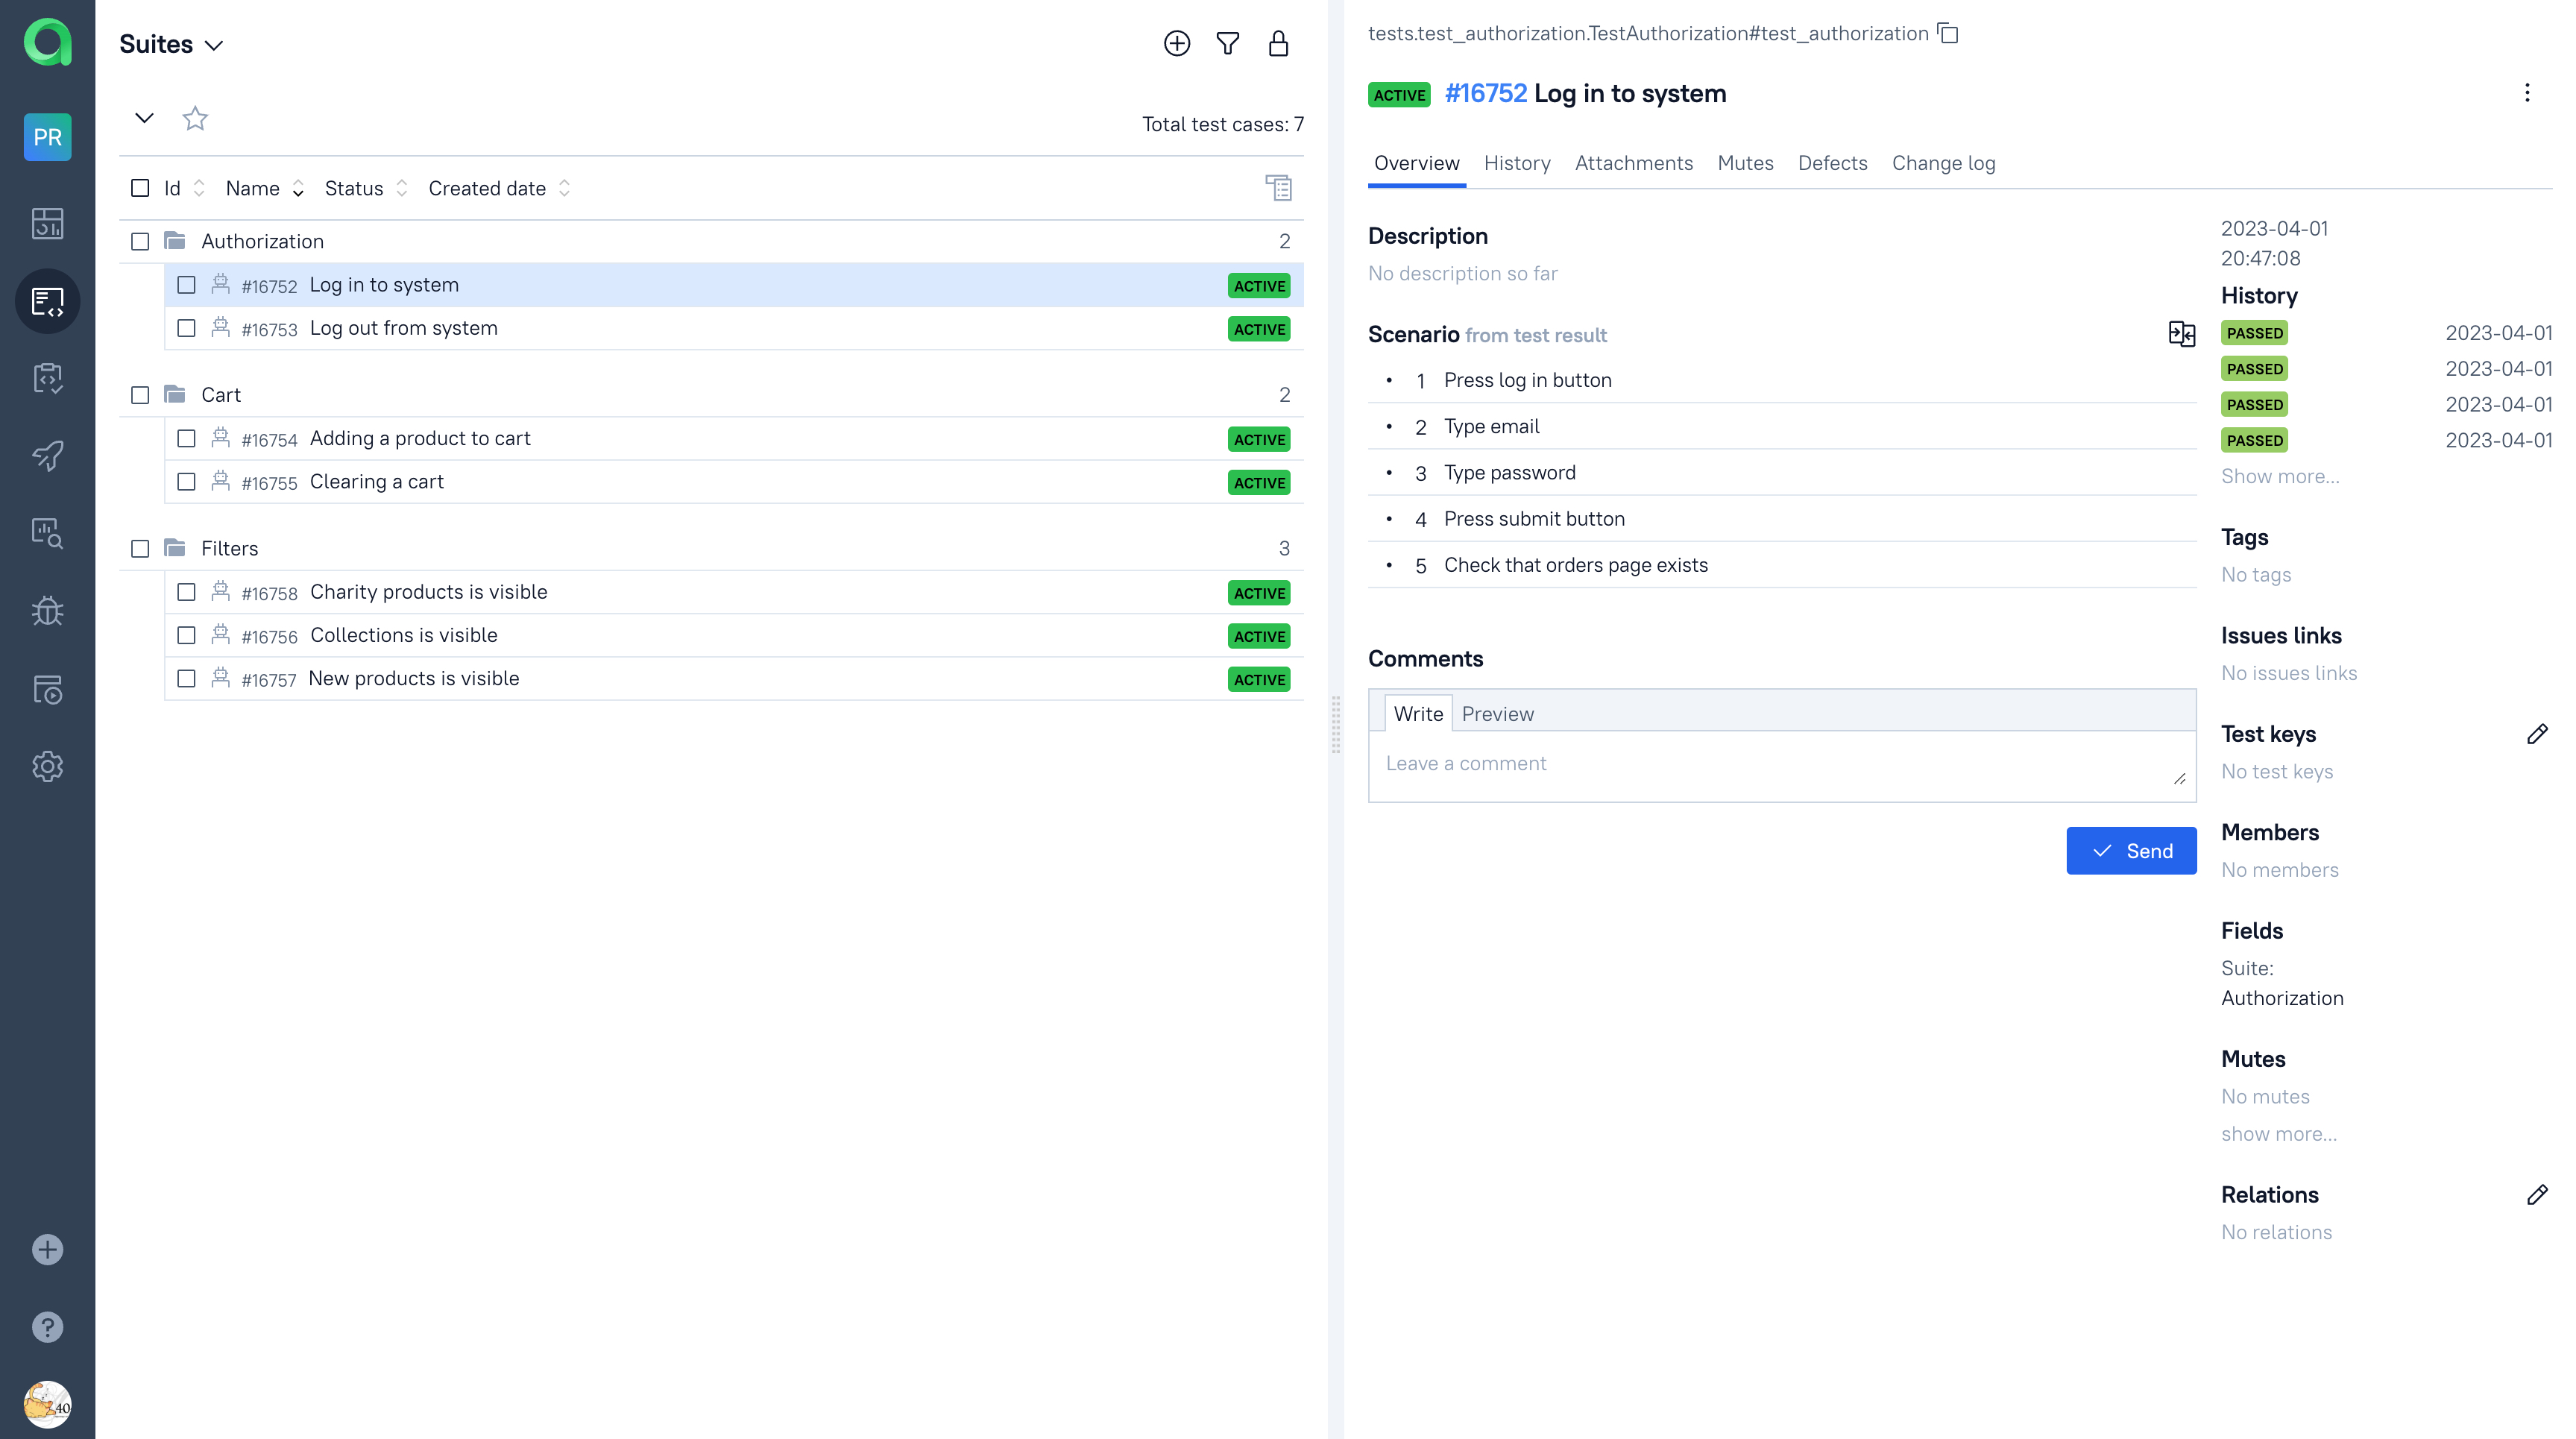 PR
40
Suites
Total test cases: 7
Id Name Status Created date
Authorization 2
#16752 Log in to system ACTIVE
#16753 Log out from system ACTIVE
Cart 2
#16754 Adding a product to cart ACTIVE
#16755 Clearing a cart ACTIVE
Filters 3
#16758 Charity products is visible ACTIVE
#16756 Collections is visible ACTIVE
#16757 New products is visible ACTIVE
tests.test_authorization.TestAuthorization#test_authorization
ACTIVE #16752 Log in to system
Overview History Attachments Mutes Defects Change log
Description
No description so far
Scenario from test result
• 1 Press log in button
• 2 Type email
• 3 Type password
• 4 Press submit button
• 5 Check that orders page exists
Comments
Write Preview
Leave a comment
Send
2023-04-01
20:47:08
History
PASSED 2023-04-01
PASSED 2023-04-01
PASSED 2023-04-01
PASSED 2023-04-01
Show more...
Tags
No tags
Issues links
No issues links
Test keys
No test keys
Members
No members
Fields
Suite:
Authorization
Mutes
No mutes
show more...
Relations
No relations